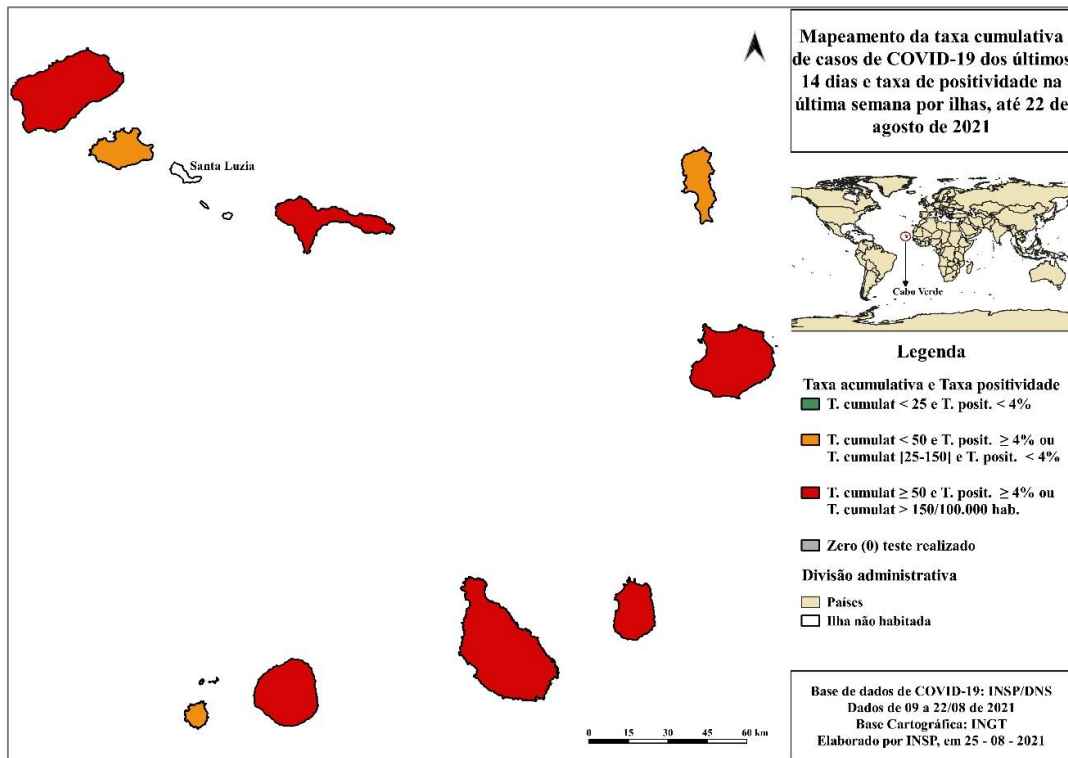 Mapeamento da taxa cumulativa
de casos de COVID-19 dos últimos
14 dias e taxa de positividade na
última semana por ilhas, até 22 de
agosto de 2021
Santa Luzia
Cabo Verde
Legenda
Taxa acumulativa e Taxa positividade
T. cumulat < 25 e T. posit. < 4%
T. cumulat < 50 e T. posit. ≥ 4% ou
T. cumulat [25-150[ e T. posit. < 4%
T. cumulat ≥ 50 e T. posit. ≥ 4% ou
T. cumulat > 150/100.000 hab.
Zero (0) teste realizado
Divisão administrativa
Países
Ilha não habitada
0 15 30 45 60 km
Base de dados de COVID-19: INSP/DNS
Dados de 09 a 22/08 de 2021
Base Cartográfica: INGT
Elaborado por INSP, em 25 - 08 - 2021